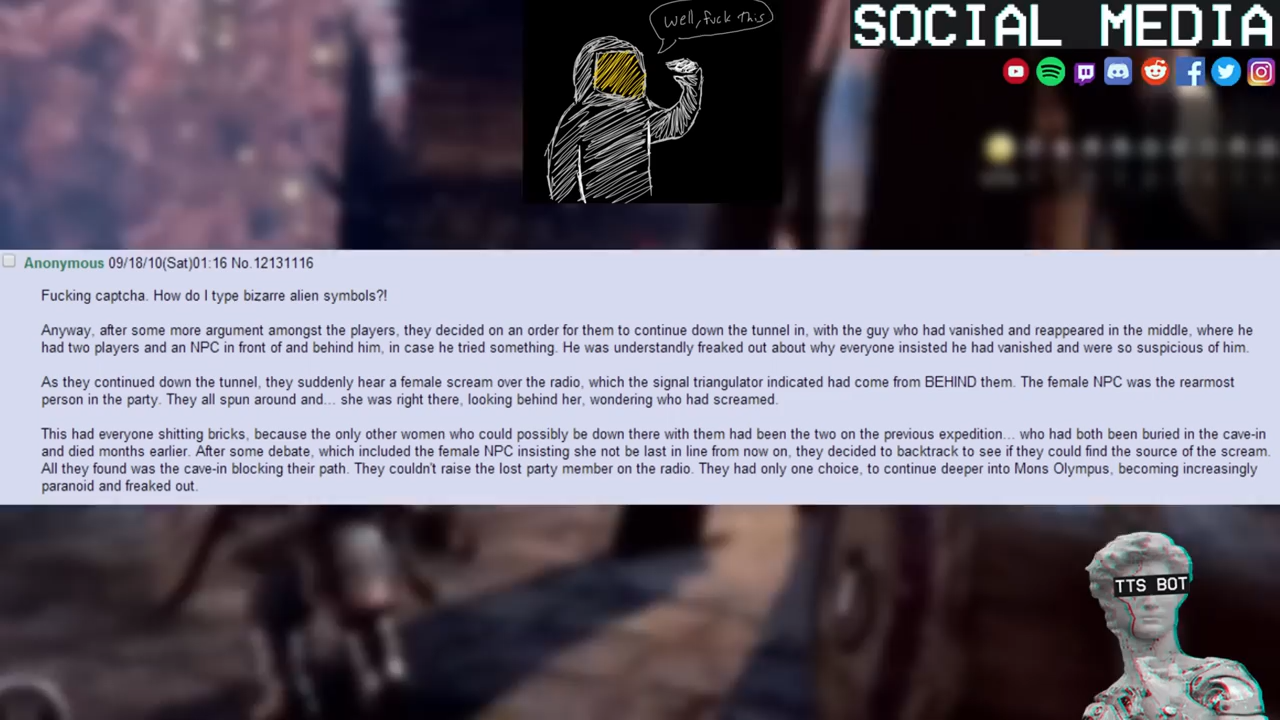 well, fuck this
SOCIAL MEDIA
Anonymous 09/18/10(Sat)01:16 No.12131116
Fucking captcha. How do I type bizarre alien symbols?!
Anyway, after some more argument amongst the players, they decided on an order for them to continue down the tunnel in, with the guy who had vanished and reappeared in the middle, where he
had two players and an NPC in front of and behind him, in case he tried something. He was understandly freaked out about why everyone insisted he had vanished and were so suspicious of him.
As they continued down the tunnel, they suddenly hear a female scream over the radio, which the signal triangulator indicated had come from BEHIND them. The female NPC was the rearmost
person in the party. They all spun around and... she was right there, looking behind her, wondering who had screamed.
This had everyone shitting bricks, because the only other women who could possibly be down there with them had been the two on the previous expedition... who had both been buried in the cave-in
and died months earlier. After some debate, which included the female NPC insisting she not be last in line from now on, they decided to backtrack to see if they could find the source of the scream.
All they found was the cave-in blocking their path. They couldn't raise the lost party member on the radio. They had only one choice, to continue deeper into Mons Olympus, becoming increasingly
paranoid and freaked out.
TTS BOT